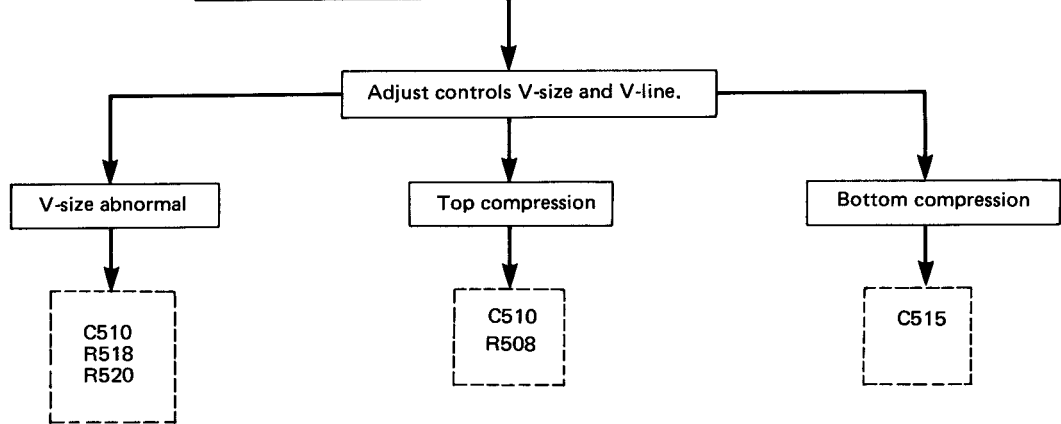 Adjust controls V-size and V-line.
V-size abnormal
Top compression
Bottom compression
C510
R518
R520
C510
R508
C515